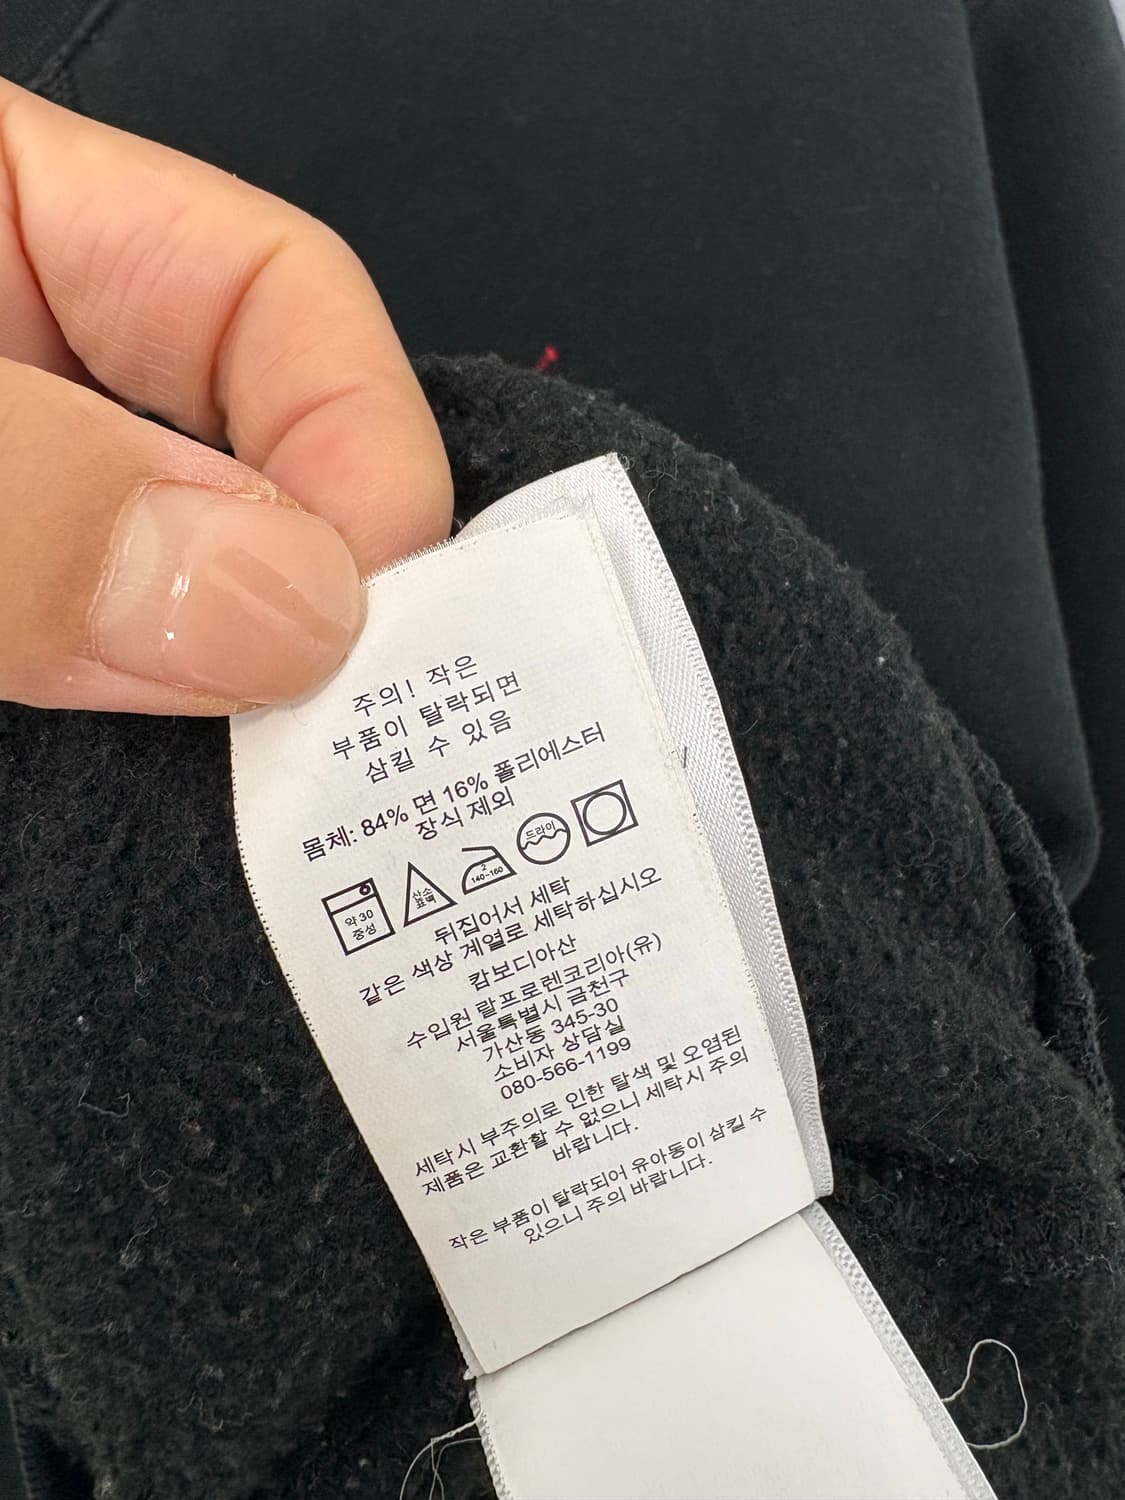 주의! 작은
부품이 탈락되면
삼킬 수 있음
몸체: 84% 면 16% 폴리에스터
장식 제외
약 30
중성
산소
표백
2
140~160
드라이
뒤집어서 세탁
같은 색상 계열로 세탁하십시오
캄보디아산
수입원 랄프로렌코리아(유)
서울특별시 금천구
가산동 345-30
소비자 상담실
080-566-1199
세탁시 부주의로 인한 탈색 및 오염된
제품은 교환할 수 없으니 세탁시 주의
바랍니다.
작은 부품이 탈락되어 유아동이 삼킬 수
있으니 주의 바랍니다.